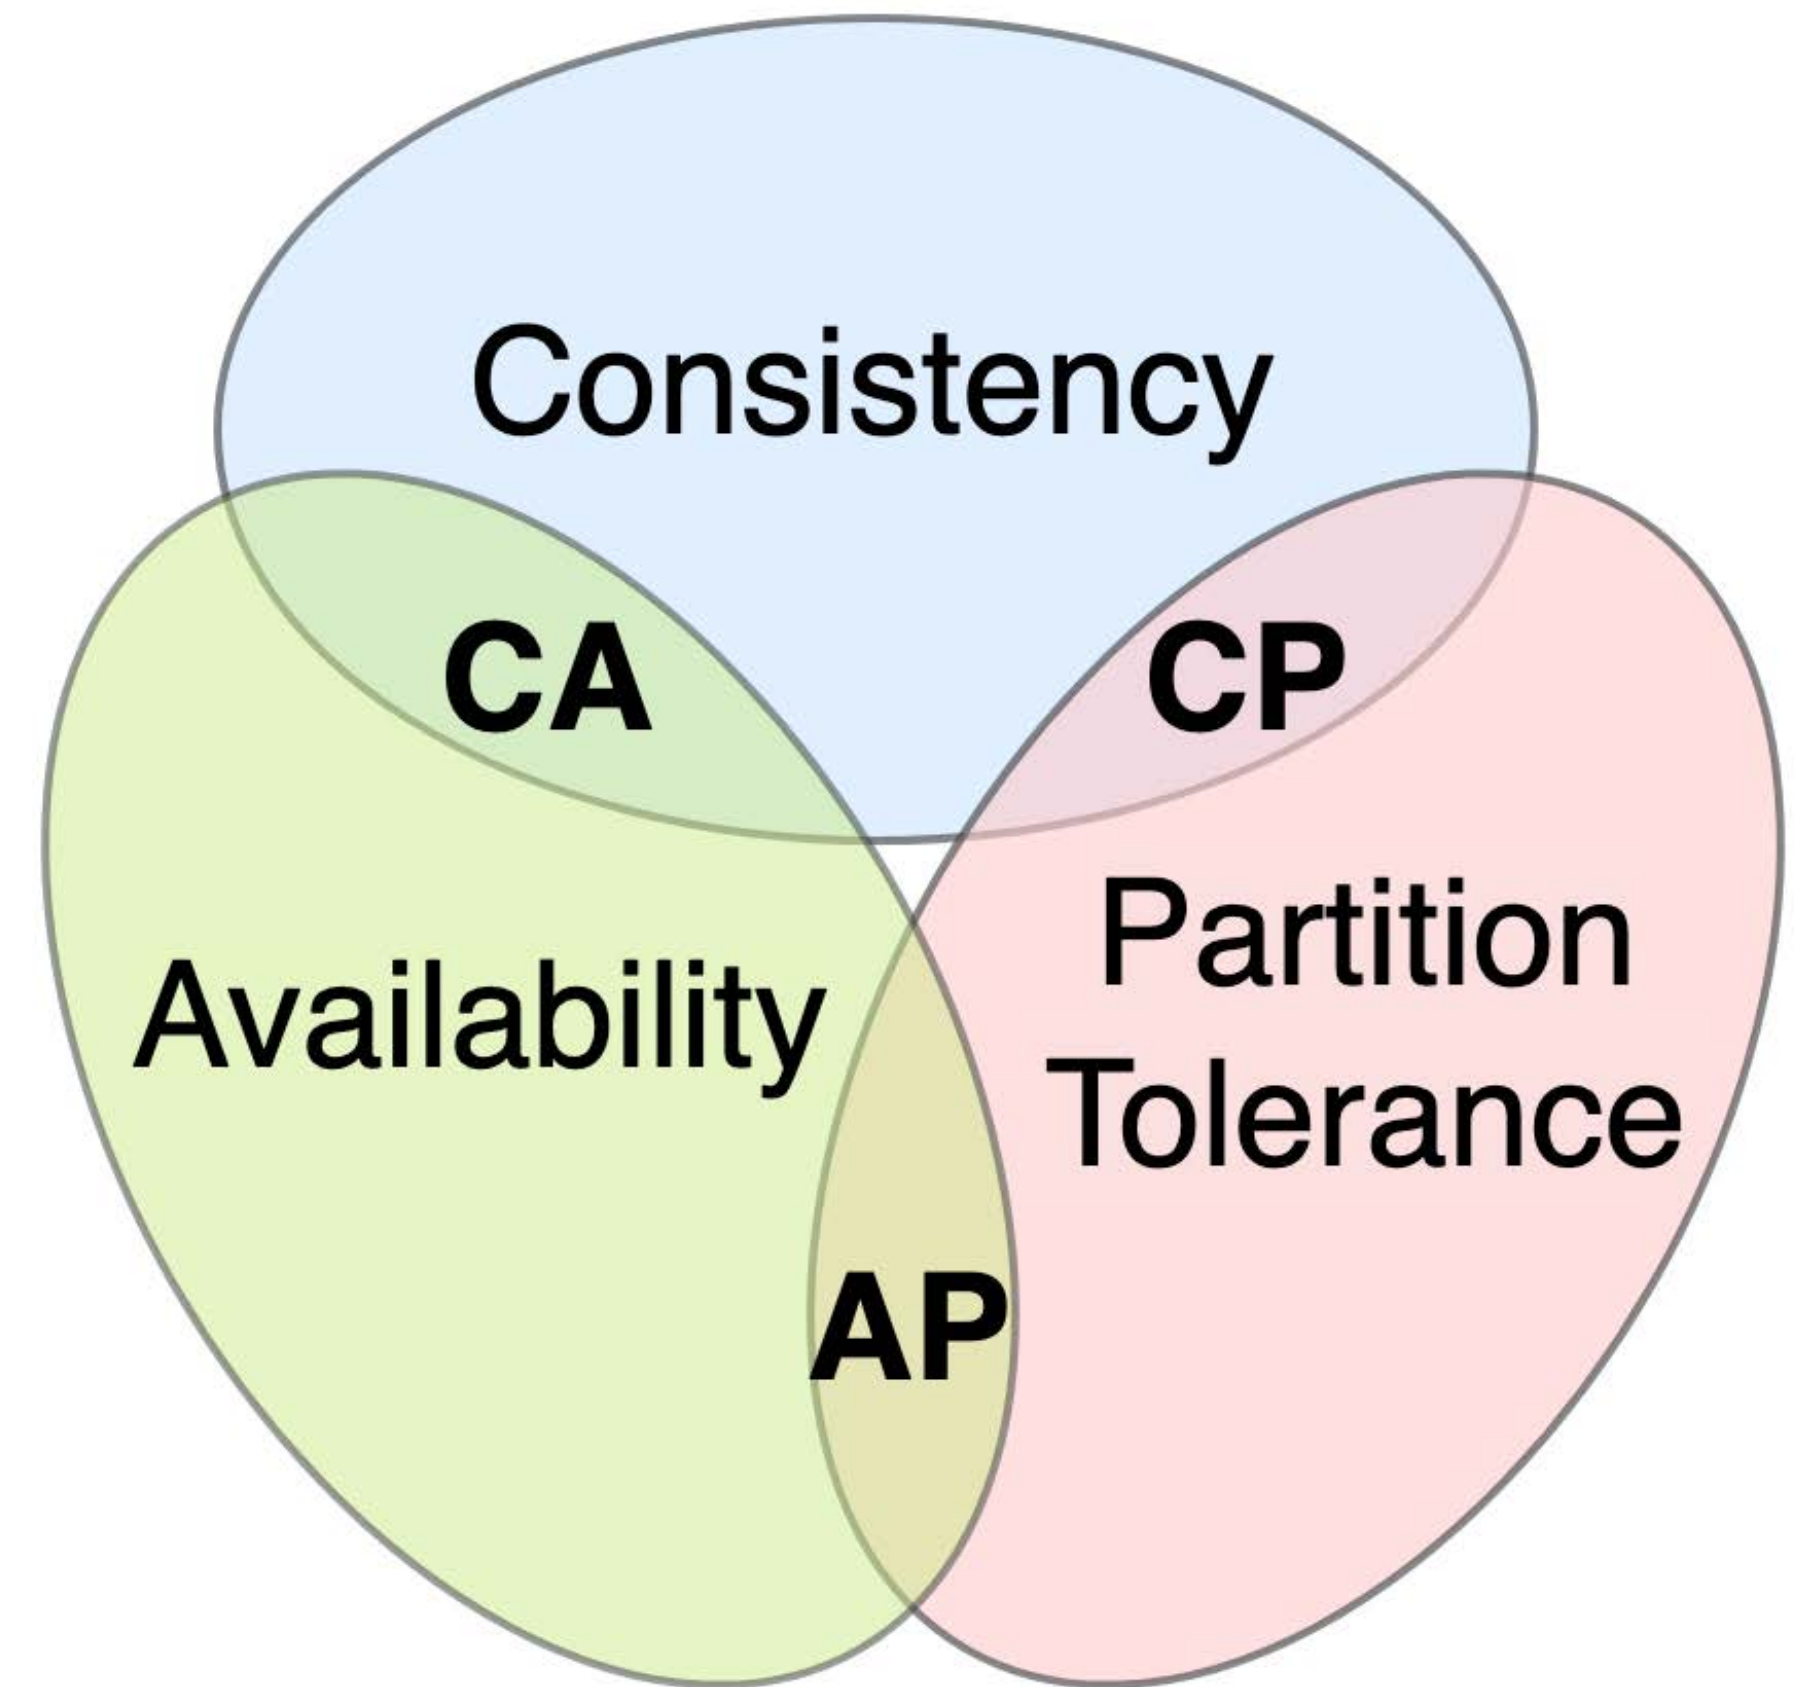 Consistency
CA
CP
Availability
Partition
Tolerance
AP